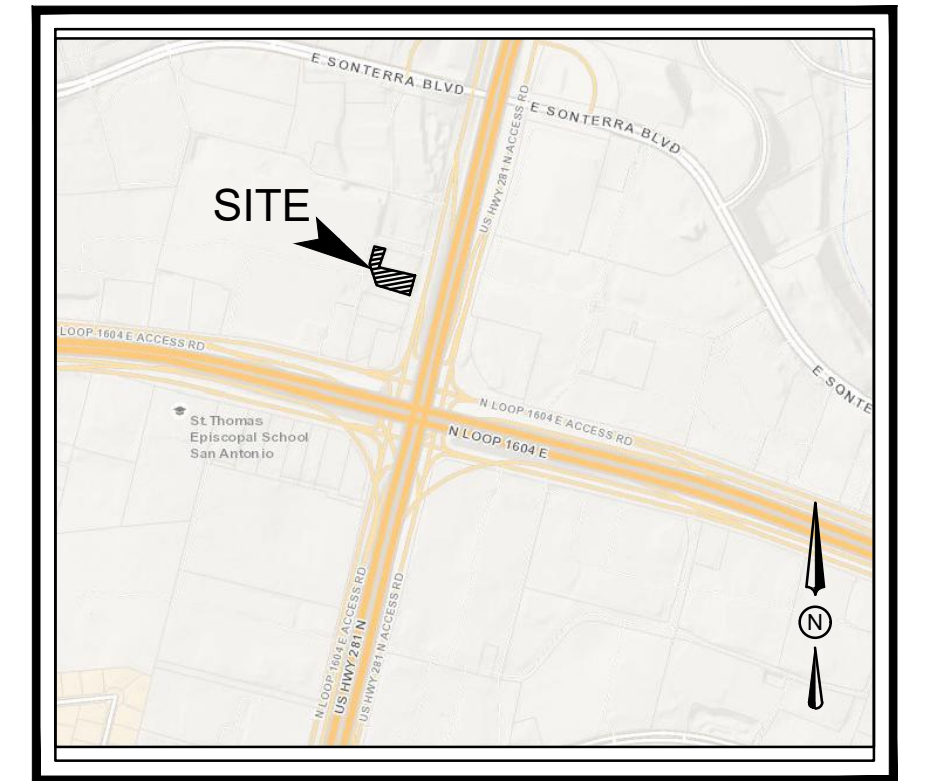 E SONTERRA BLVD
E SONTERRA BLVD
US HWY 281 N ACCESS RD
SITE
LOOP 1604 E ACCESS RD
St. Thomas
Episcopal School
San Antonio
N LOOP 1604 E ACCESS RD
N LOOP 1604 E
E SONTE
N LOOP 1604 E ACCESS RD
US HWY 281 N
US HWY 281 N ACCESS RD
N